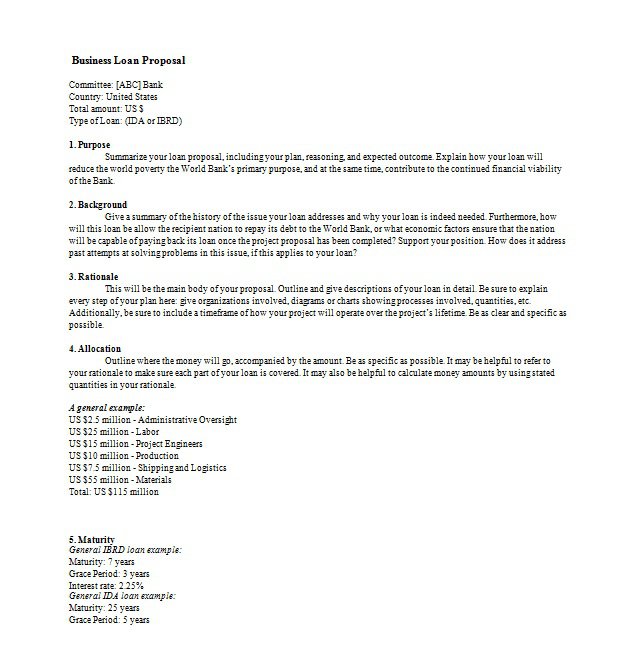 Business Loan Proposal
Committee: [ABC] Bank
Country: United States
Total amount: US $
Type of Loan: (IDA or IBRD)
1. Purpose
Summarize your loan proposal, including your plan, reasoning, and expected outcome. Explain how your loan will
reduce the world poverty the World Bank's primary purpose, and at the same time, contribute to the continued financial viability
of the Bank.
2. Background
Give a summary of the history of the issue your loan addresses and why your loan is indeed needed. Furthermore, how
will this loan be allow the recipient nation to repay its debt to the World Bank, or what economic factors ensure that the nation
will be capable of paying back its loan once the project proposal has been completed? Support your position. How does it address
past attempts at solving problems in this issue, if this applies to your loan?
3. Rationale
This will be the main body of your proposal. Outline and give descriptions of your loan in detail. Be sure to explain
every step of your plan here: give organizations involved, diagrams or charts showing processes involved, quantities, etc.
Additionally, be sure to include a timeframe of how your project will operate over the project's lifetime. Be as clear and specific as
possible.
4. Allocation
Outline where the money will go, accompanied by the amount. Be as specific as possible. It may be helpful to refer to
your rationale to make sure each part of your loan is covered. It may also be helpful to calculate money amounts by using stated
quantities in your rationale.
A general example:
US $2.5 million - Administrative Oversight
US $25 million - Labor
US $15 million - Project Engineers
US $10 million - Production
US $7.5 million - Shipping and Logistics
US $55 million - Materials
Total: US $115 million
5. Maturity
General IBRD loan example:
Maturity: 7 years
Grace Period: 3 years
Interest rate: 2.25%
General IDA loan example:
Maturity: 25 years
Grace Period: 5 years